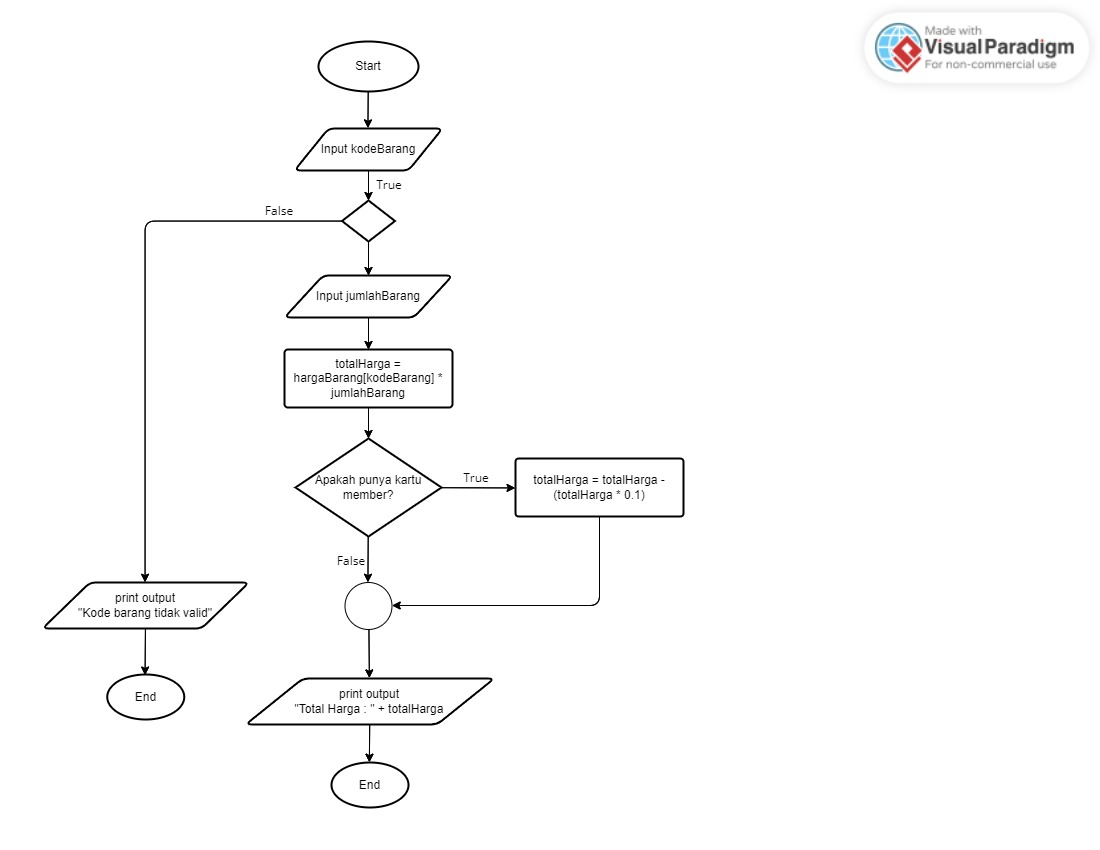 Made with
Visual Paradigm
For non-commercial use
Start
Input kodeBarang
True
False
Input jumlahBarang
totalHarga =
hargaBarang[kodeBarang] *
jumlahBarang
Apakah punya kartu
member?
True
totalHarga = totalHarga -
(totalHarga * 0.1)
False
print output
"Kode barang tidak valid"
End
print output
"Total Harga : " + totalHarga
End